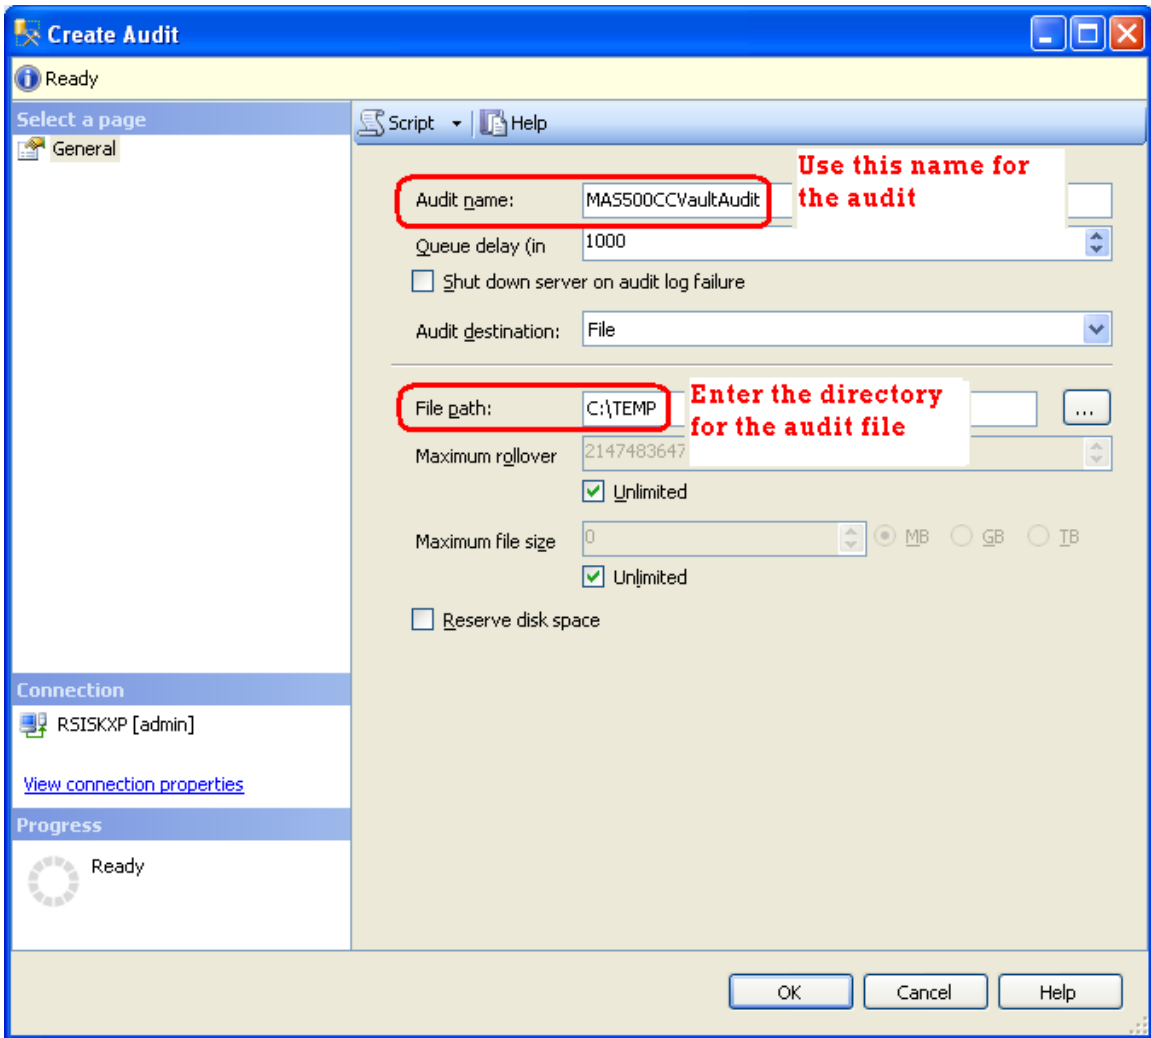 Create Audit
Ready
Select a page
General
Script
Help
Audit name:
MAS500CCVaultAudit
Use this name for
the audit
Queue delay (in
1000
Shut down server on audit log failure
Audit destination:
File
File path:
C:\TEMP
Enter the directory
for the audit file
...
Maximum rollover
2147483647
Unlimited
Maximum file size
0
MB
GB
TB
Unlimited
Reserve disk space
Connection
RSISKXP [admin]
View connection properties
Progress
Ready
OK
Cancel
Help